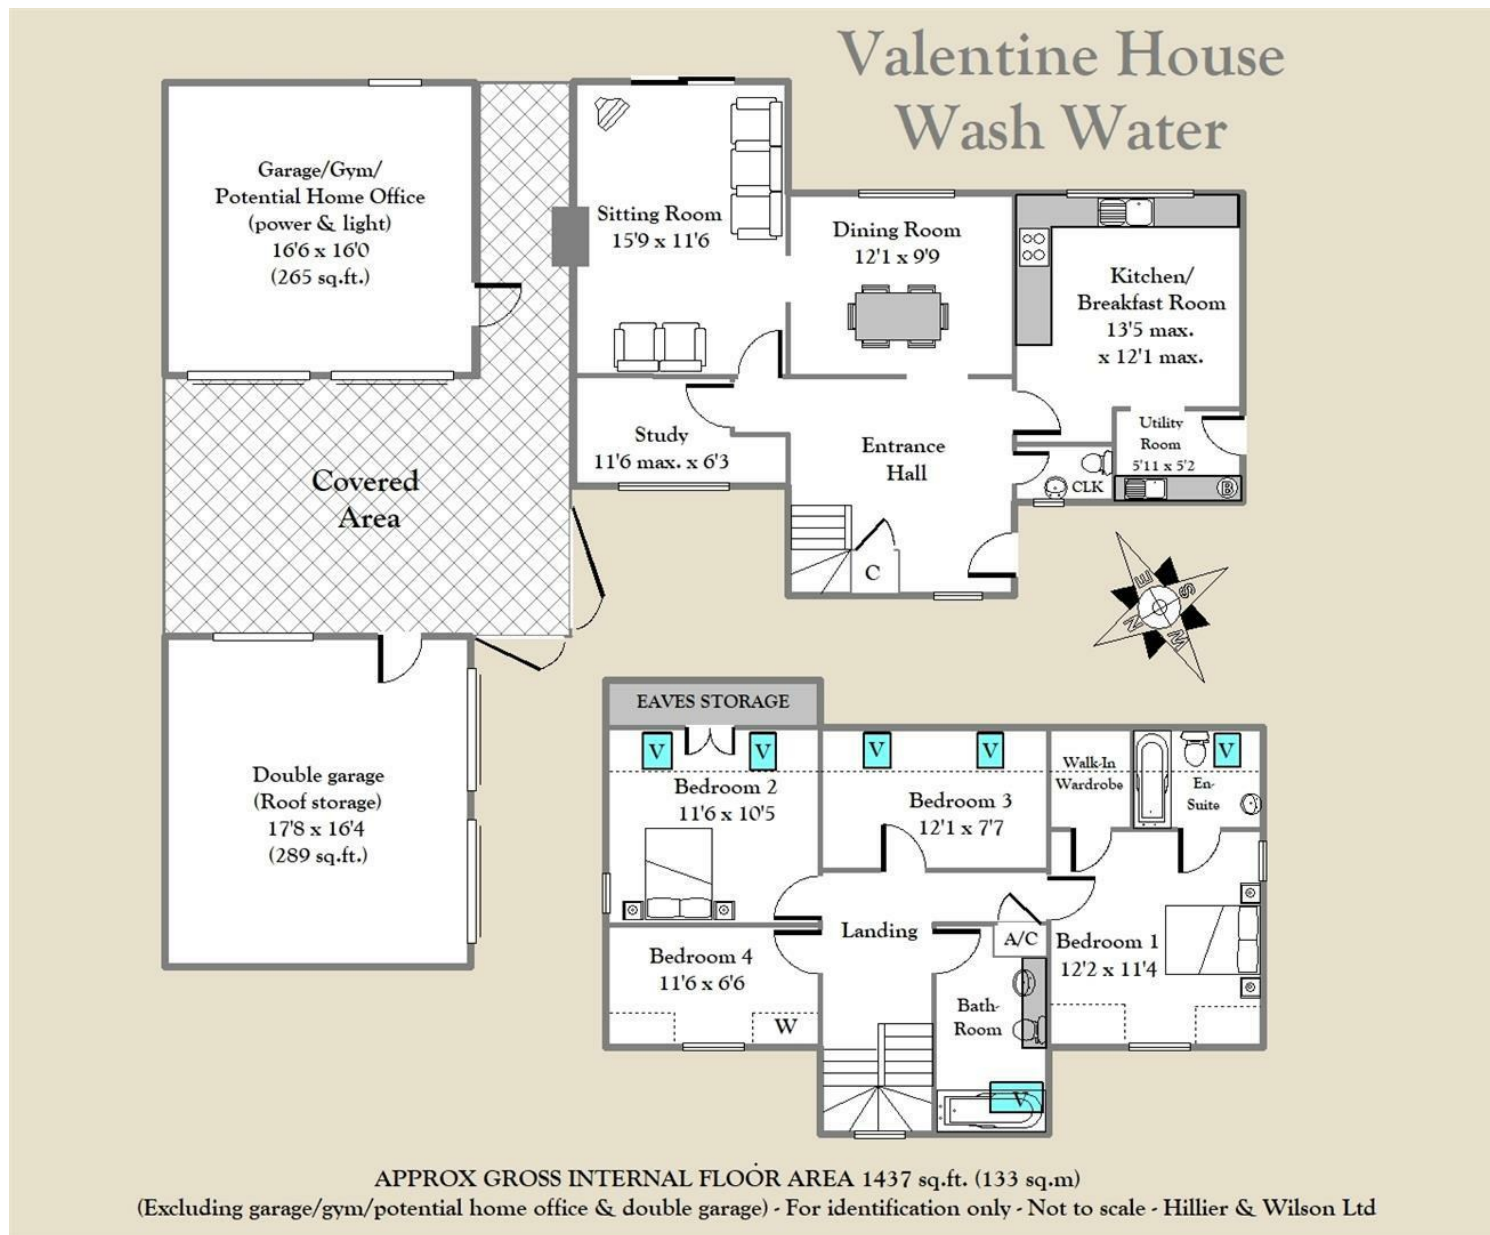 Valentine House
Wash Water
Garage/Gym/
Potential Home Office
(power & light)
16'6 x 16'0
(265 sq.ft.)
Sitting Room
15'9 x 11'6
Dining Room
12'1 x 9'9
Kitchen/
Breakfast Room
13'5 max.
x 12'1 max.
Study
11'6 max. x 6'3
Entrance
Hall
Utility
Room
5'11 x 5'2
CLK
B
C
Covered
Area
E
S
N
W
Double garage
(Roof storage)
17'8 x 16'4
(289 sq.ft.)
EAVES STORAGE
V
V
V
V
V
Bedroom 2
11'6 x 10'5
Bedroom 3
12'1 x 7'7
Walk-In
Wardrobe
En-
Suite
Landing
A/C
Bedroom 1
12'2 x 11'4
Bedroom 4
11'6 x 6'6
W
Bath-
Room
V
APPROX GROSS INTERNAL FLOOR AREA 1437 sq.ft. (133 sq.m)
(Excluding garage/gym/potential home office & double garage) - For identification only - Not to scale - Hillier & Wilson Ltd